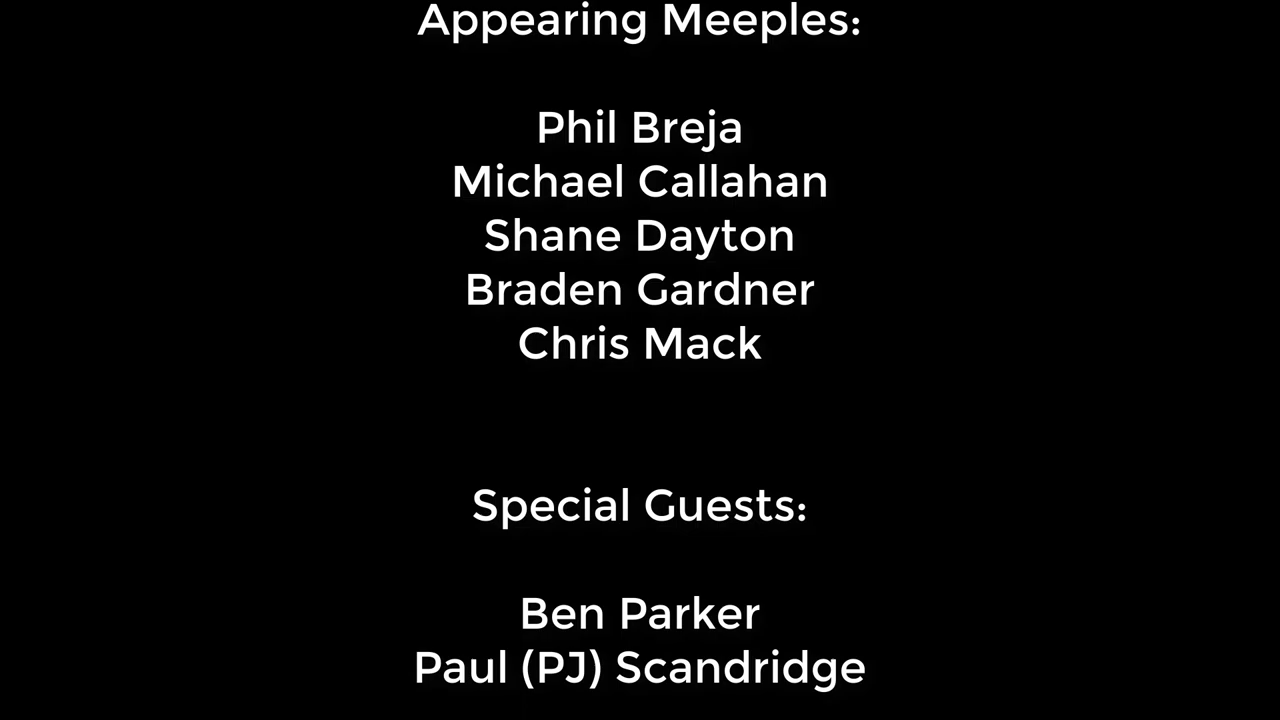 Appearing Meeples:
Phil Breja
Michael Callahan
Shane Dayton
Braden Gardner
Chris Mack
Special Guests:
Ben Parker
Paul (PJ) Scandridge